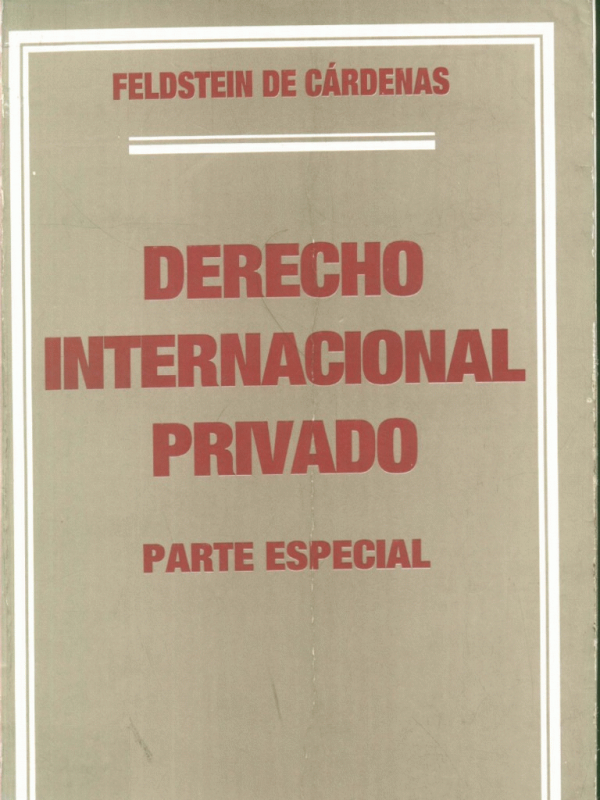 FELDSTEIN DE CÁRDENAS
DERECHO
INTERNACIONAL
PRIVADO
PARTE ESPECIAL